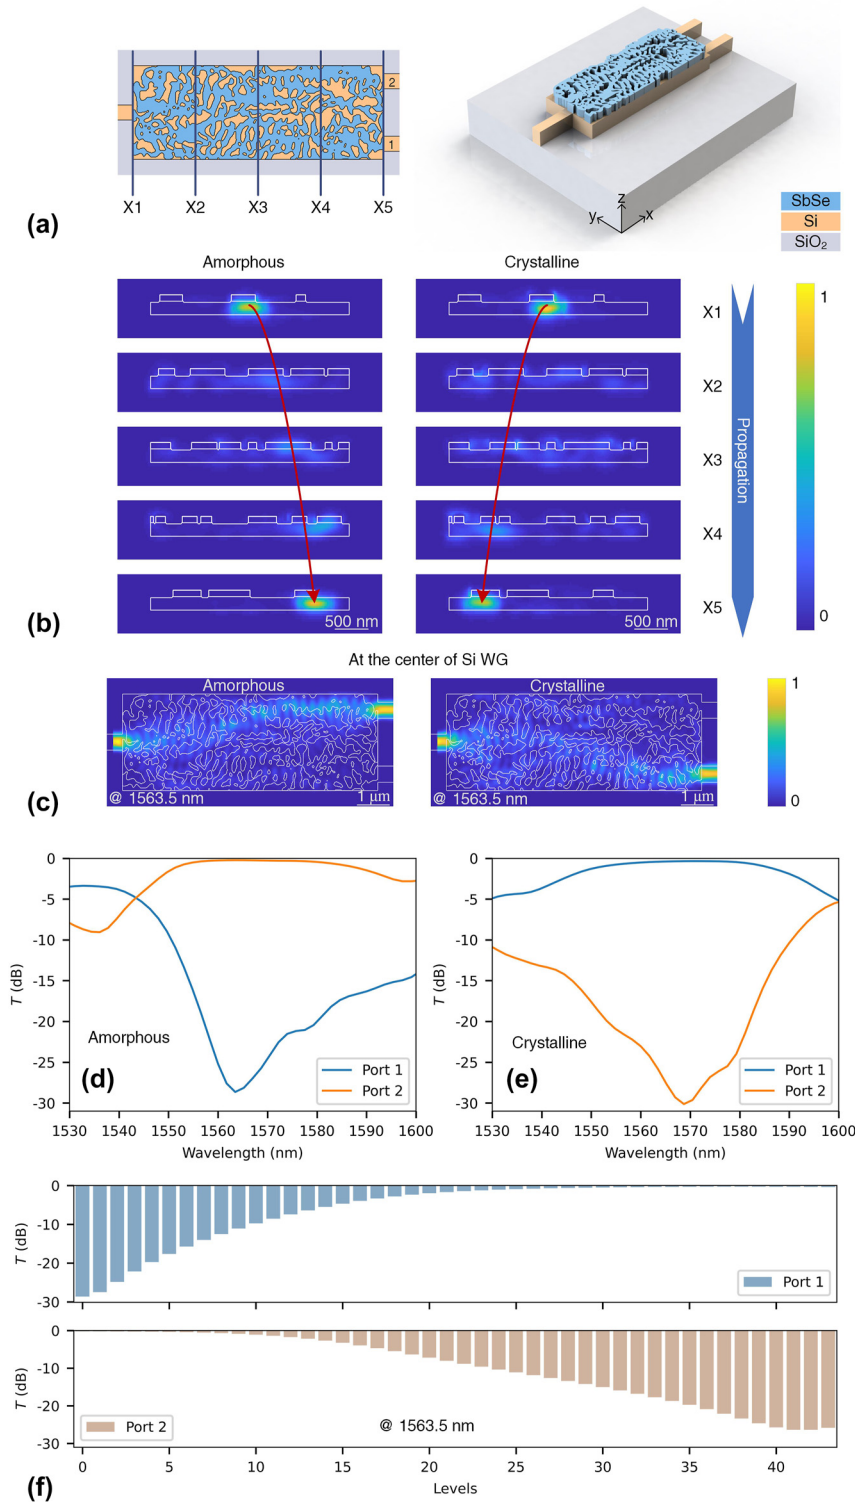 2
1
X1 X2 X3 X4 X5
(a)
z
y x
SbSe
Si
SiO2
Amorphous Crystalline
X1
X2
X3
X4
X5
500 nm 500 nm
Propagation
1
0
(b)
At the center of Si WG
Amorphous Crystalline
@ 1563.5 nm 1 μm @ 1563.5 nm 1 μm
1
0
(c)
0
-5
-10
-15
-20
-25
-30
T (dB)
Amorphous
(d)
Port 1
Port 2
1530 1540 1550 1560 1570 1580 1590 1600
Wavelength (nm)
0
-5
-10
-15
-20
-25
-30
T (dB)
Crystalline
(e)
Port 1
Port 2
1530 1540 1550 1560 1570 1580 1590 1600
Wavelength (nm)
0
-10
-20
-30
T (dB)
Port 1
0
-10
-20
-30
T (dB)
Port 2
@ 1563.5 nm
0 5 10 15 20 25 30 35 40
Levels
(f)